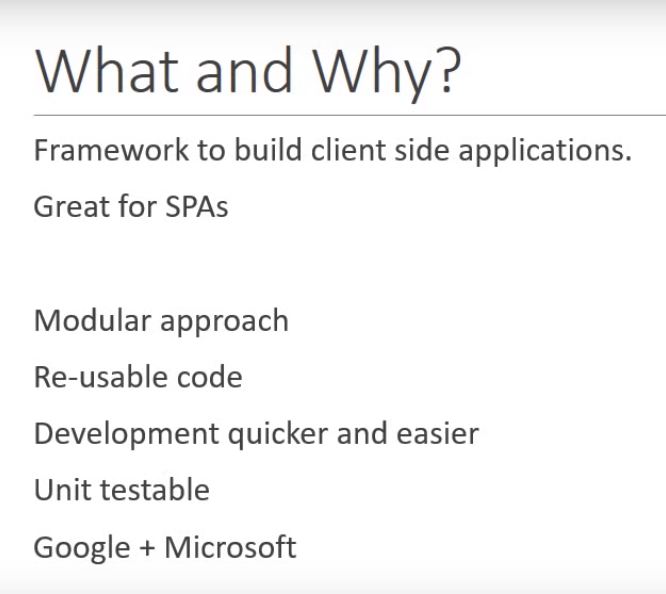 What and Why?
Framework to build client side applications.
Great for SPAs
Modular approach
Re-usable code
Development quicker and easier
Unit testable
Google + Microsoft